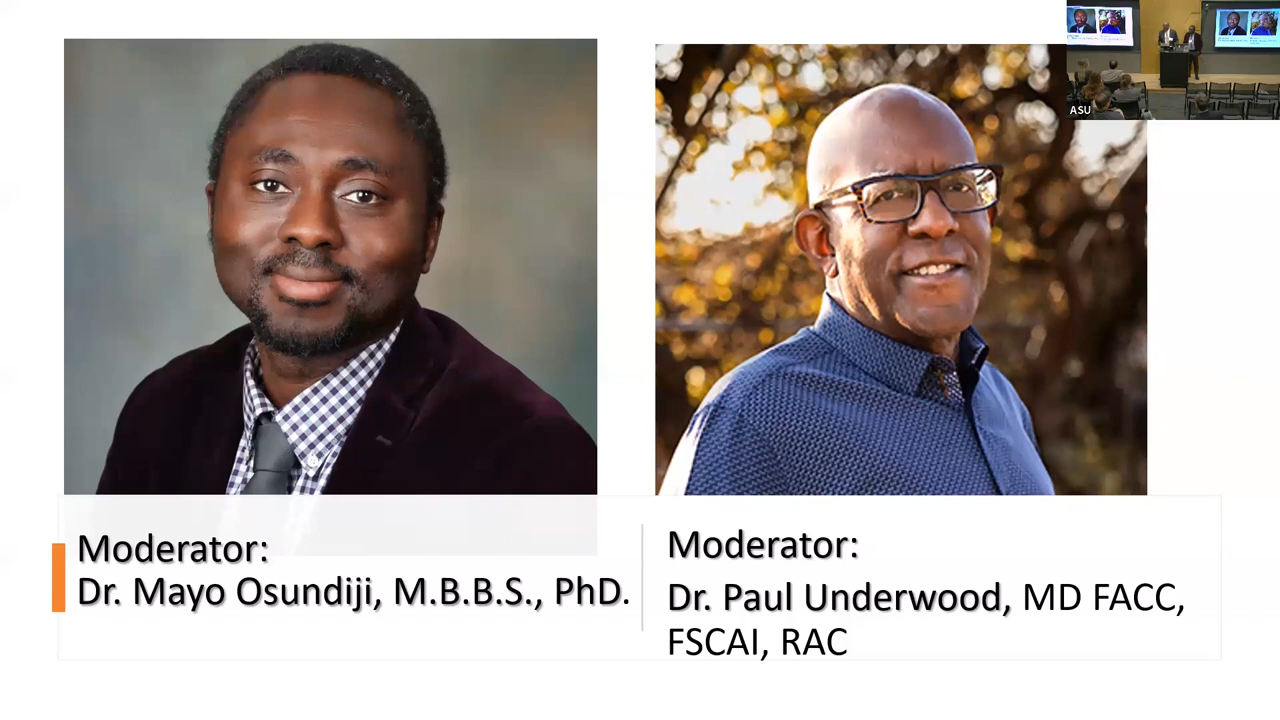 ASU
Moderator:
Dr. Mayo Osundiji, M.B.B.S., PhD.
Moderator:
Dr. Paul Underwood, MD FACC,
FSCAI, RAC